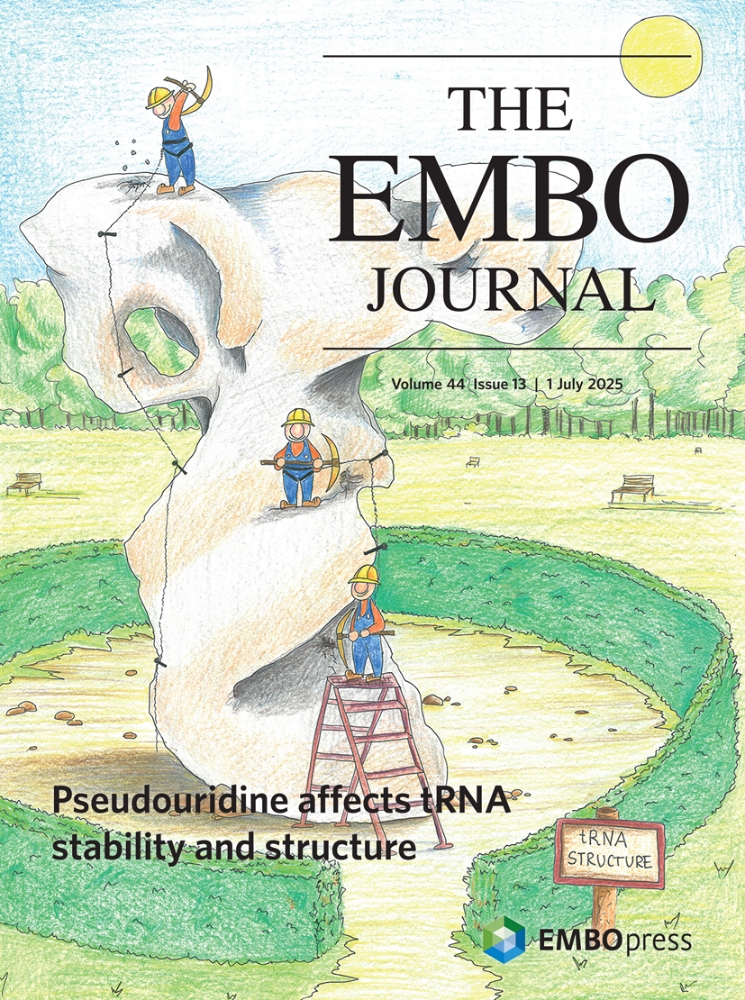 THE
EMBO
JOURNAL
Volume 44 Issue 13 | 1 July 2025
Pseudouridine affects tRNA
stability and structure
tRNA
STRUCTURE
EMBOpress